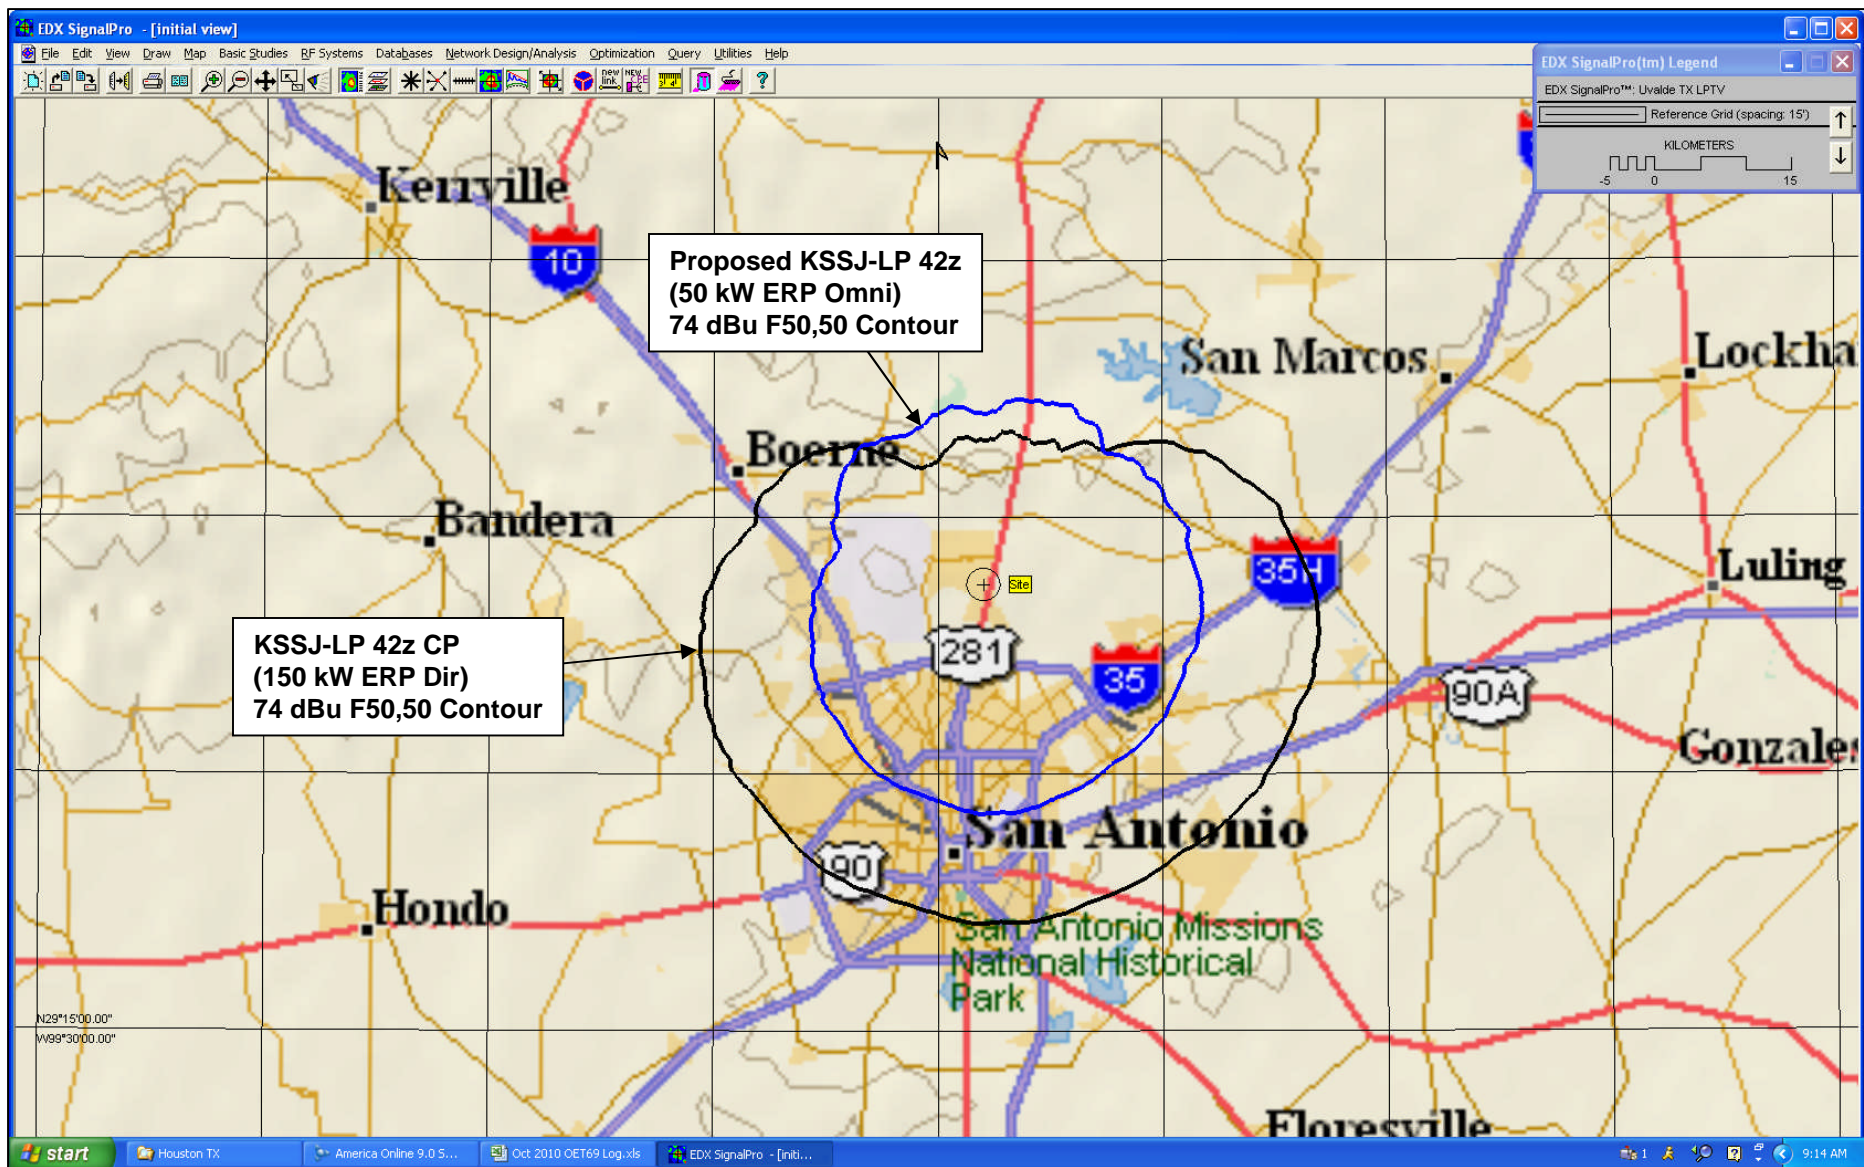 EDX SignalPro - [initial view]
File Edit View Draw Map Basic Studies RF Systems Databases Network Design/Analysis Optimization Query Utilities Help
new link NEW CPE
EDX SignalPro(tm) Legend
EDX SignalPro™: Uvalde TX LPTV
Reference Grid (spacing: 15')
KILOMETERS
-5 0 15
Kerrville
10
Proposed KSSJ-LP 42z
(50 kW ERP Omni)
74 dBu F50,50 Contour
San Marcos
Lockha
Boerne
Bandera
35H
Luling
Site
KSSJ-LP 42z CP
(150 kW ERP Dir)
74 dBu F50,50 Contour
281
35
90A
Gonzales
San Antonio
90
Hondo
San Antonio Missions
National Historical
Park
N29°15'00.00"
W99°30'00.00"
Floresville
start
Houston TX
America Online 9.0 S...
Oct 2010 OET69 Log.xls
EDX SignalPro - [initi...
1
9:14 AM